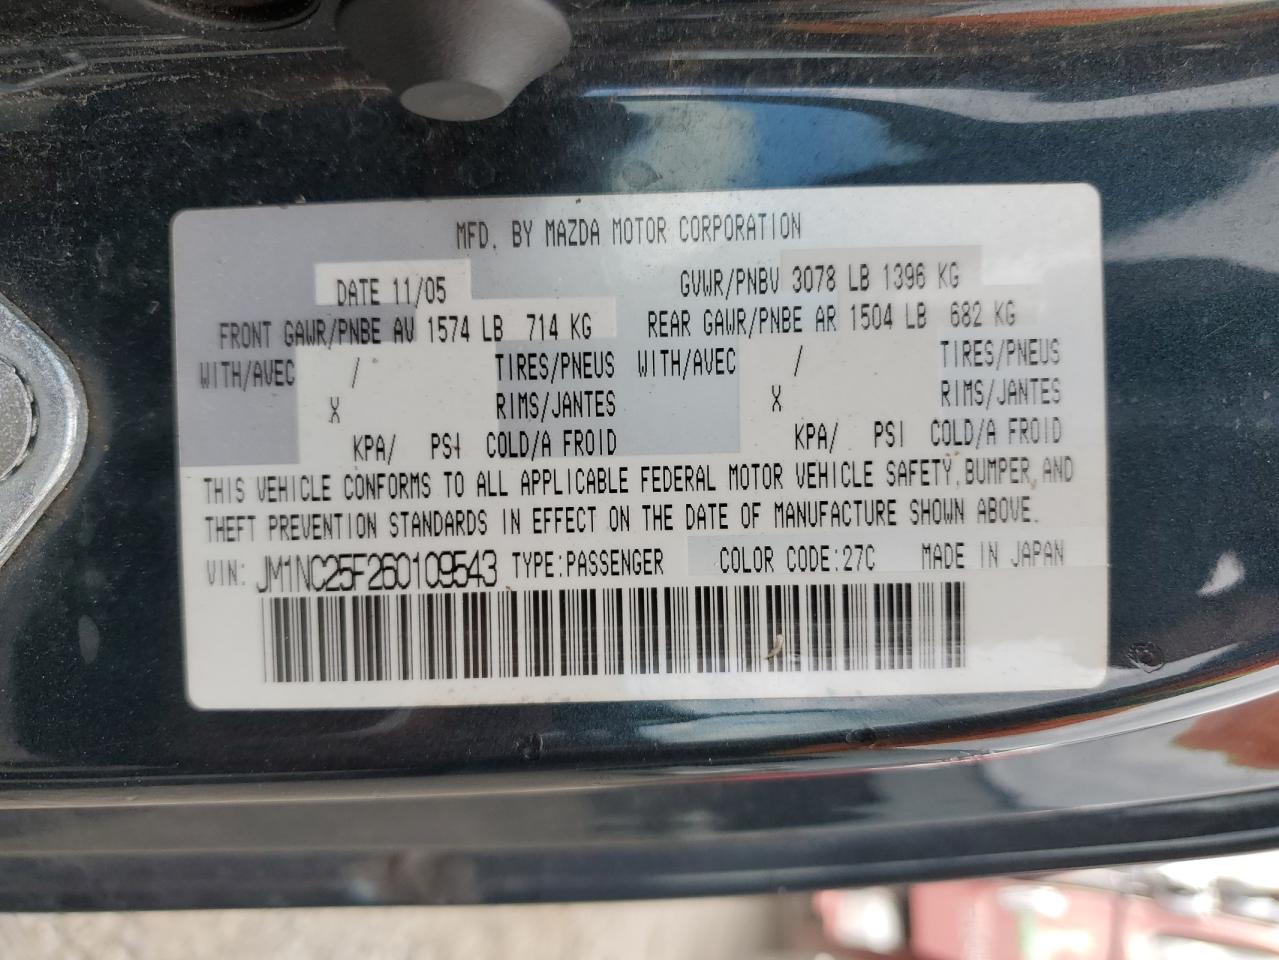 MFD. BY MAZDA MOTOR CORPORATION
DATE 11/05 GVWR/PNBV 3078 LB 1396 KG
FRONT GAWR/PNBE AV 1574 LB 714 KG REAR GAWR/PNBE AR 1504 LB 682 KG
WITH/AVEC / TIRES/PNEUS WITH/AVEC / TIRES/PNEUS
X RIMS/JANTES X RIMS/JANTES
KPA/ PSI COLD/A FROID KPA/ PSI COLD/A FROID
THIS VEHICLE CONFORMS TO ALL APPLICABLE FEDERAL MOTOR VEHICLE SAFETY, BUMPER, AND
THEFT PREVENTION STANDARDS IN EFFECT ON THE DATE OF MANUFACTURE SHOWN ABOVE.
VIN: JM1NC25F260109543 TYPE:PASSENGER COLOR CODE:27C MADE IN JAPAN